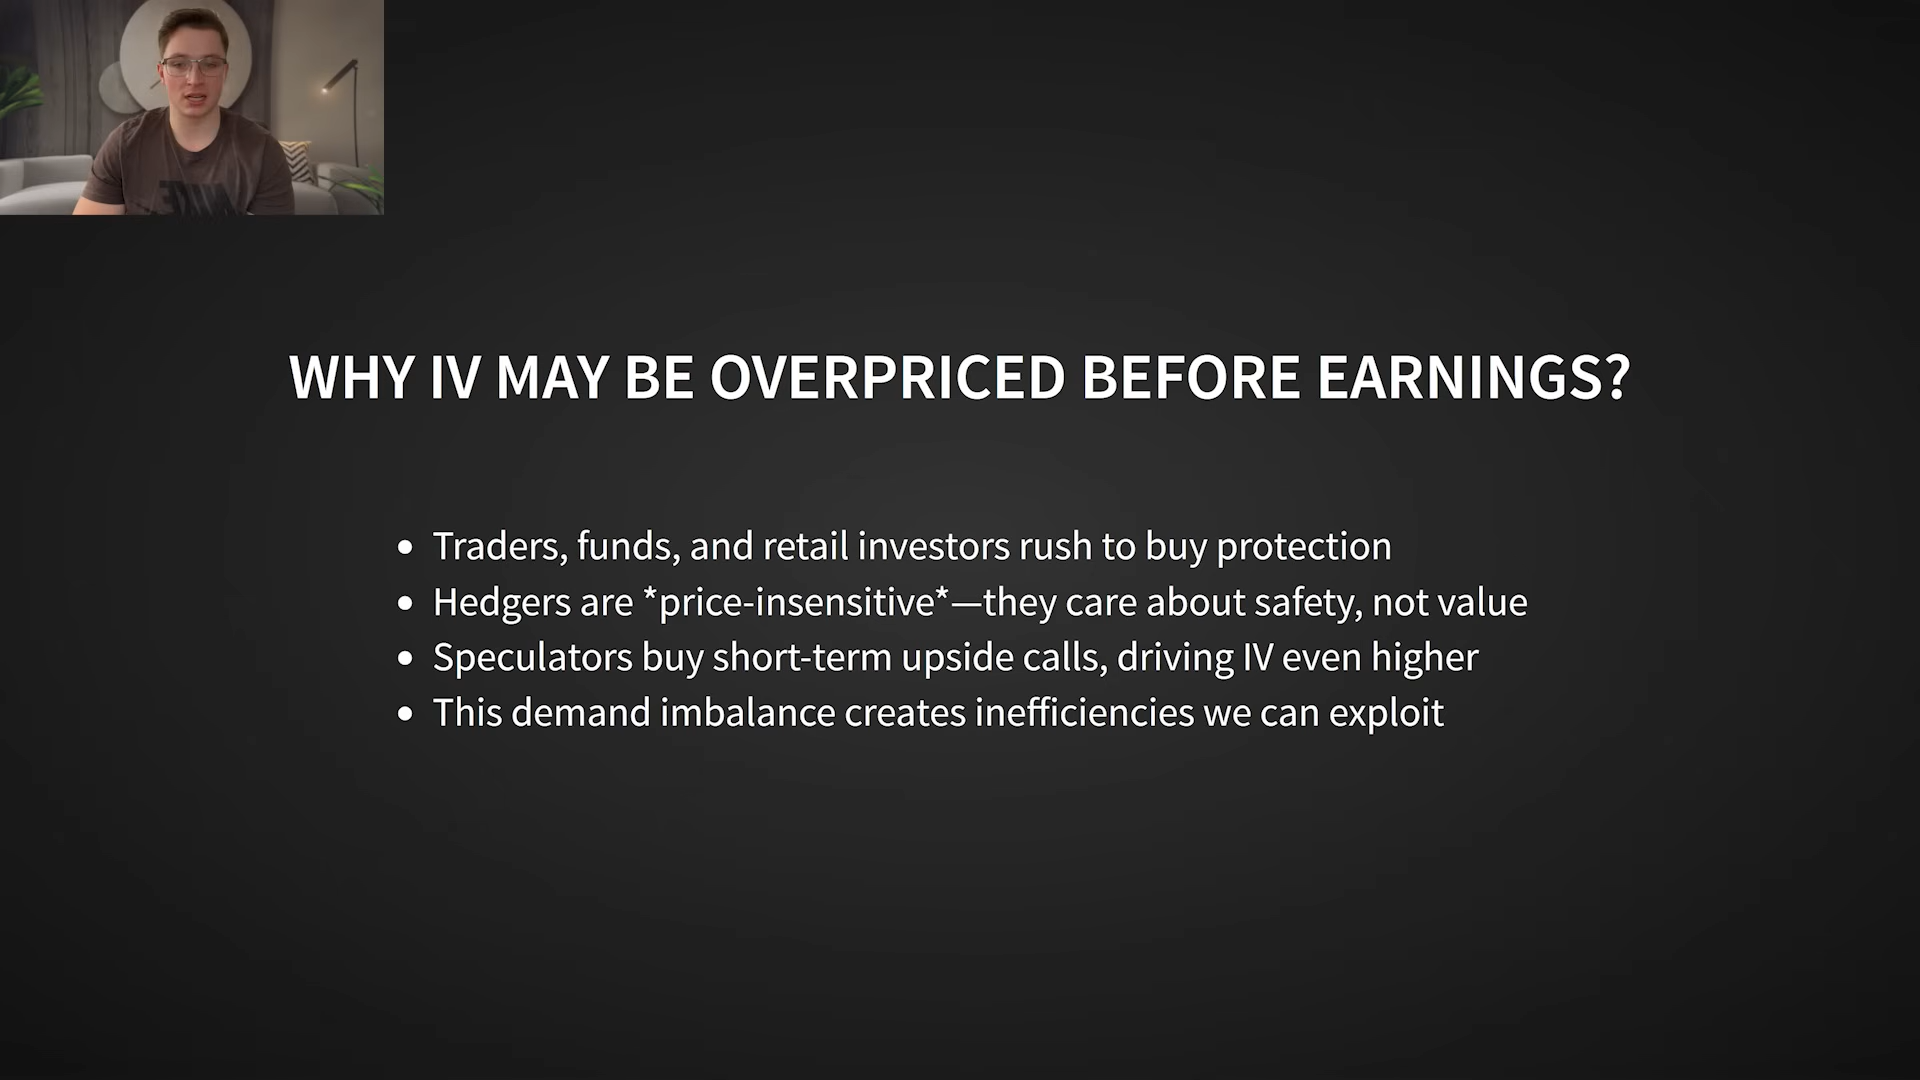 WHY IV MAY BE OVERPRICED BEFORE EARNINGS?
• Traders, funds, and retail investors rush to buy protection
• Hedgers are *price-insensitive*—they care about safety, not value
• Speculators buy short-term upside calls, driving IV even higher
• This demand imbalance creates inefficiencies we can exploit